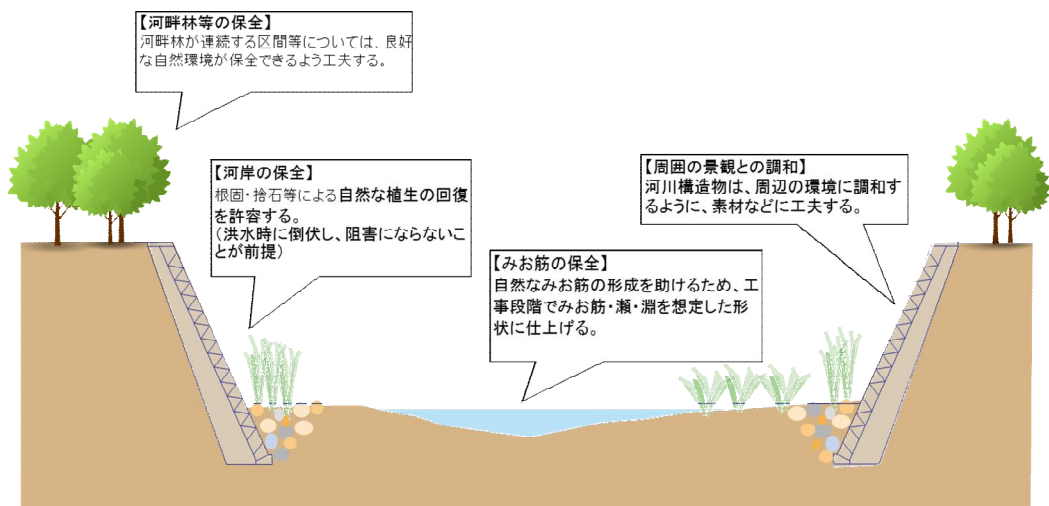 【河畔林等の保全】
河畔林が連続する区間等については、良好
な自然環境が保全できるよう工夫する。
【河岸の保全】
根固・捨石等による自然な植生の回復
を許容する。
（洪水時に倒伏し、阻害にならないこ
とが前提）
【周囲の景観との調和】
河川構造物は、周辺の環境に調和す
るように、素材などに工夫する。
【みお筋の保全】
自然なみお筋の形成を助けるため、工
事段階でみお筋・瀬・淵を想定した形
状に仕上げる。